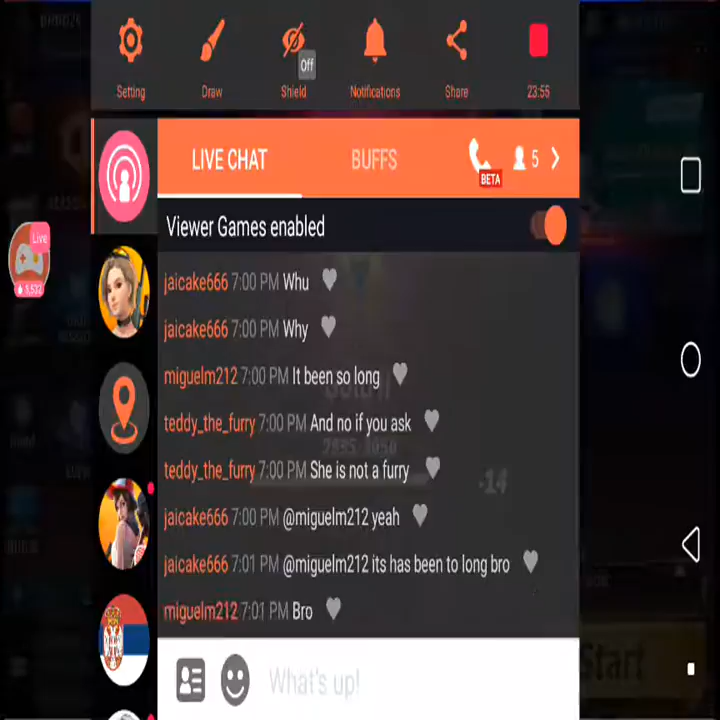 Setting
Draw
Off
Shield
Notifications
Share
23:55
LIVE CHAT
BUFFS
BETA
5
Viewer Games enabled
Live
1,532
jaicake666 7:00 PM Whu
jaicake666 7:00 PM Why
miguelm212 7:00 PM It been so long
teddy_the_furry 7:00 PM And no if you ask
teddy_the_furry 7:00 PM She is not a furry
-14
jaicake666 7:00 PM @miguelm212 yeah
jaicake666 7:01 PM @miguelm212 its has been to long bro
miguelm212 7:01 PM Bro
What's up!
Start